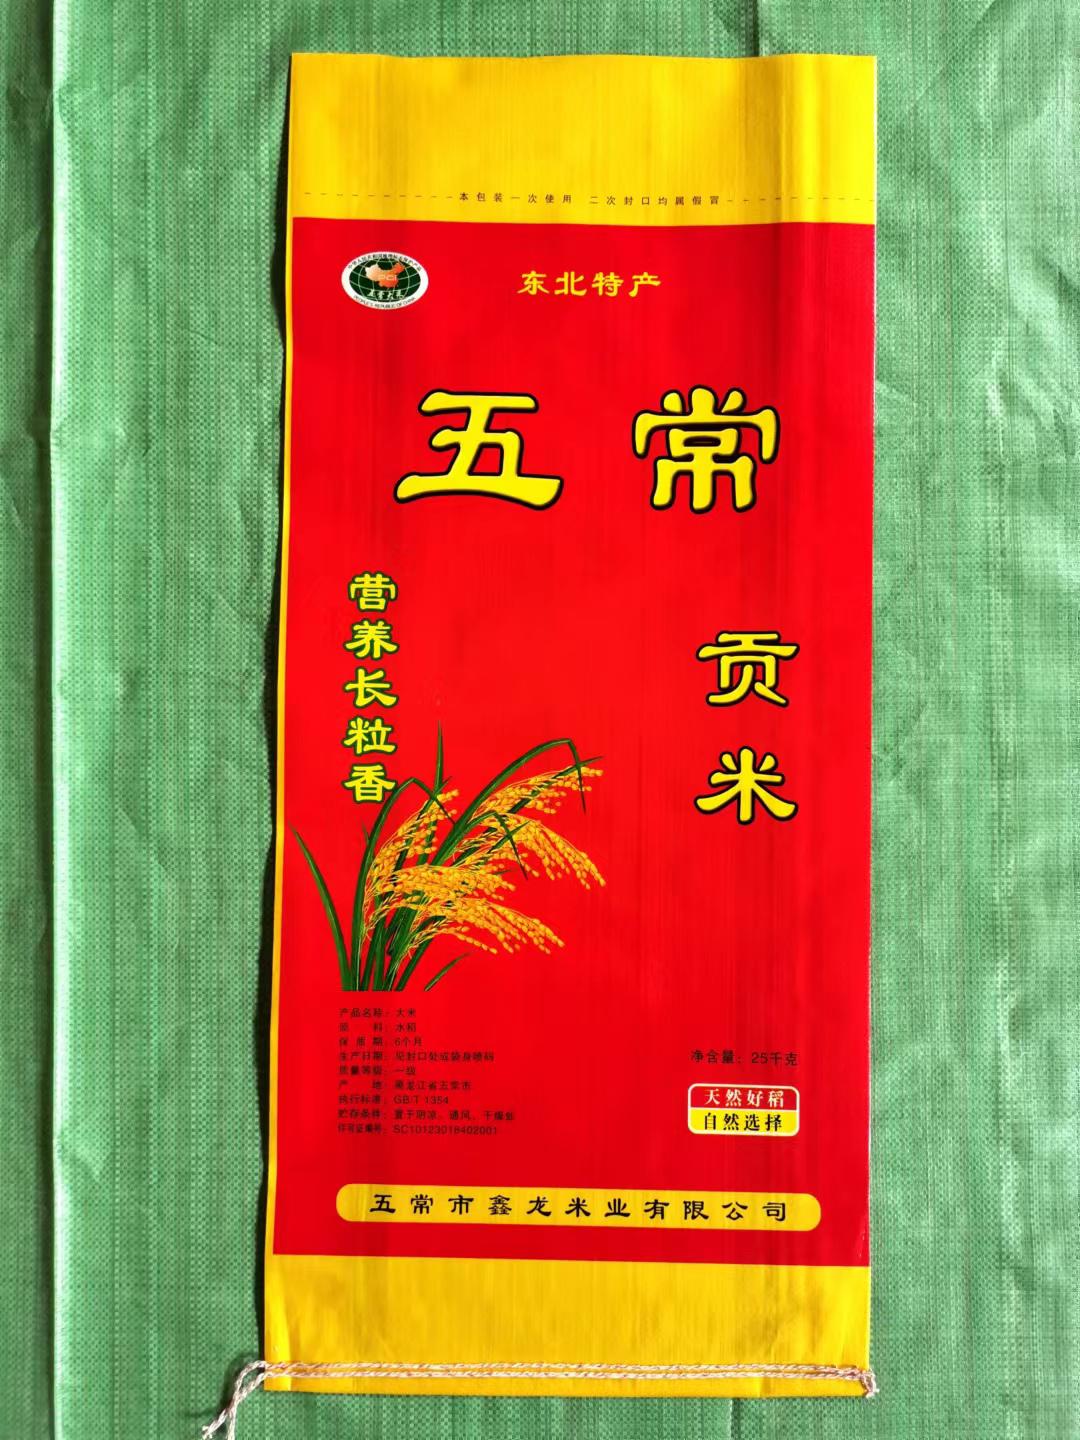 本包装一次使用 二次封口均属假冒
东北特产
五常
营养长粒香
贡米
产品名称：大米
原 料：水稻
保质期：6个月
生产日期：见封口处或袋身喷码
质量等级：一级
产 地：黑龙江省五常市
执行标准：GB/T 1354
贮存条件：置于阴凉、通风、干燥处
许可证编号：SC10123018402001
净含量：25千克
天然好稻
自然选择
五常市鑫龙米业有限公司